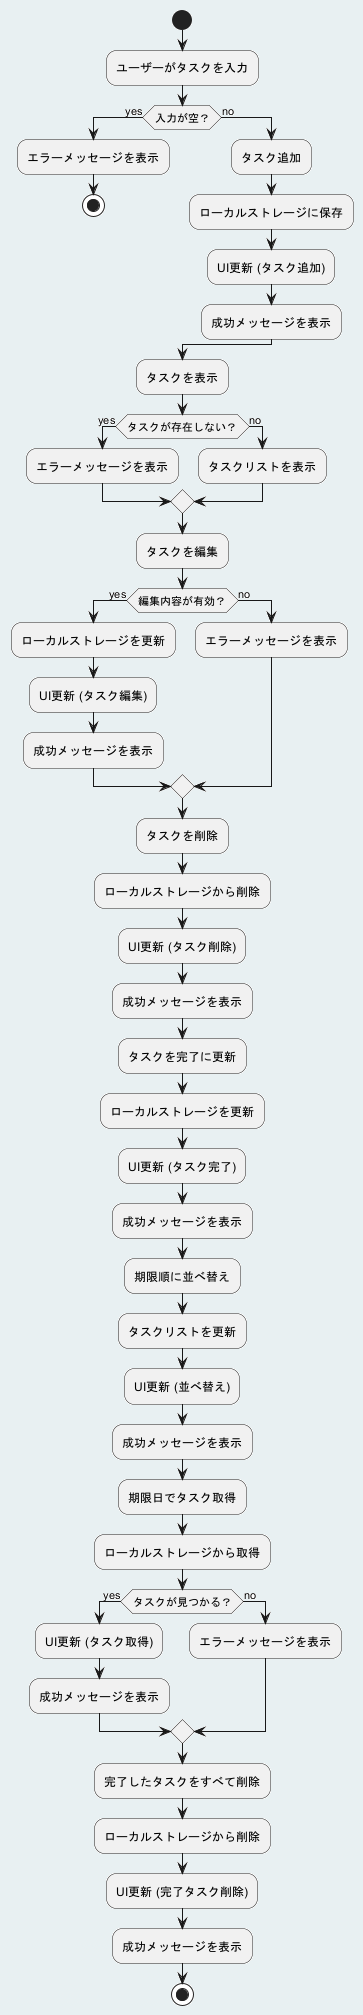 ユーザーがタスクを入力
yes
入力が空？
no
エラーメッセージを表示
タスク追加
ローカルストレージに保存
UI更新 (タスク追加)
成功メッセージを表示
タスクを表示
yes
タスクが存在しない？
no
エラーメッセージを表示
タスクリストを表示
タスクを編集
yes
編集内容が有効？
no
ローカルストレージを更新
エラーメッセージを表示
UI更新 (タスク編集)
成功メッセージを表示
タスクを削除
ローカルストレージから削除
UI更新 (タスク削除)
成功メッセージを表示
タスクを完了に更新
ローカルストレージを更新
UI更新 (タスク完了)
成功メッセージを表示
期限順に並べ替え
タスクリストを更新
UI更新 (並べ替え)
成功メッセージを表示
期限日でタスク取得
ローカルストレージから取得
yes
タスクが見つかる？
no
UI更新 (タスク取得)
エラーメッセージを表示
成功メッセージを表示
完了したタスクをすべて削除
ローカルストレージから削除
UI更新 (完了タスク削除)
成功メッセージを表示